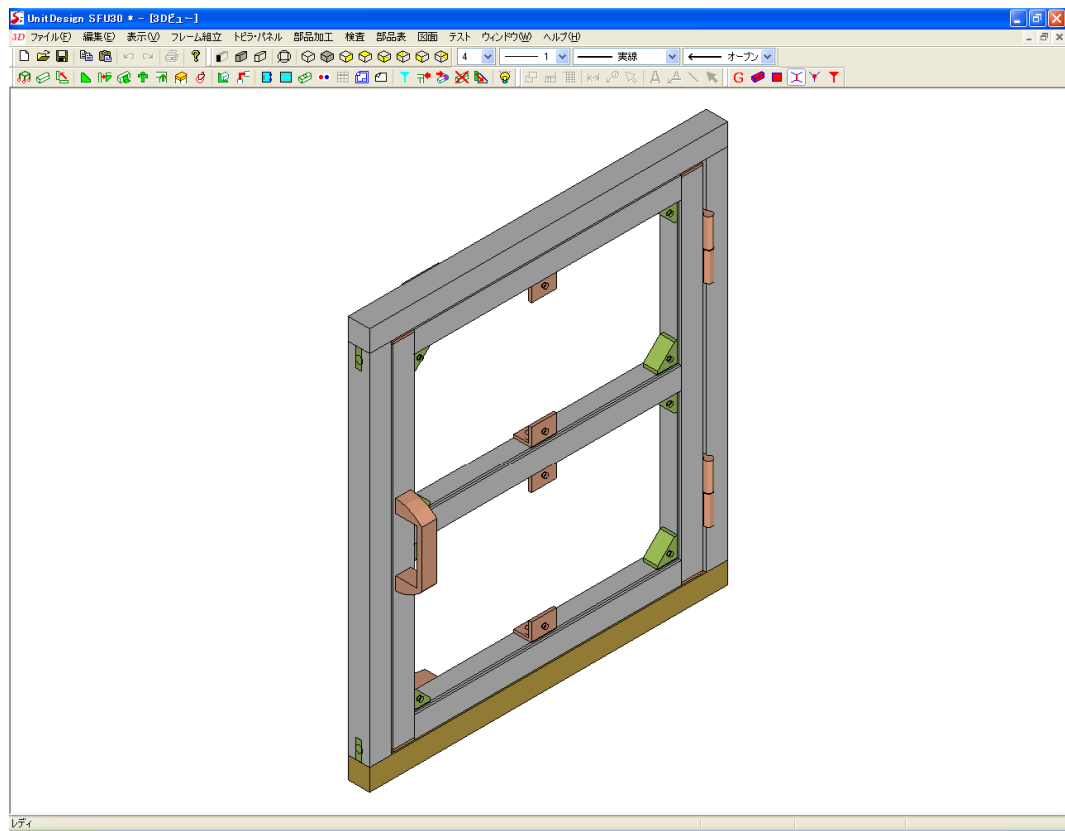 UnitDesign SFU30 * - [3Dビュー]
3D ファイル(F) 編集(E) 表示(V) フレーム組立 トビラ・パネル 部品加工 検査 部品表 図面 テスト ウィンドウ(W) ヘルプ(H)
4 1 実線 オープン
A A G
レディ